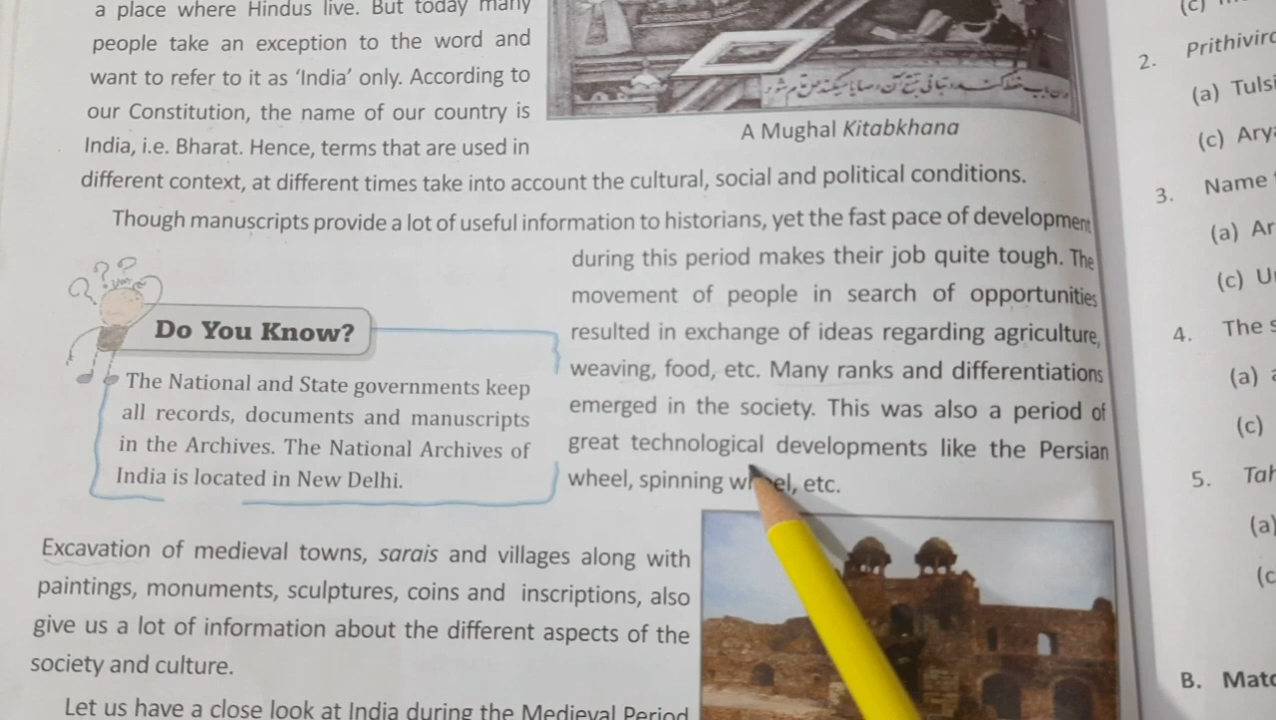 a place where Hindus live. But today many
people take an exception to the word and
want to refer to it as ‘India’ only. According to
our Constitution, the name of our country is
India, i.e. Bharat. Hence, terms that are used in
different context, at different times take into account the cultural, social and political conditions.
A Mughal Kitabkhana
Though manuscripts provide a lot of useful information to historians, yet the fast pace of development
during this period makes their job quite tough. The
movement of people in search of opportunities
resulted in exchange of ideas regarding agriculture,
weaving, food, etc. Many ranks and differentiations
emerged in the society. This was also a period of
great technological developments like the Persian
wheel, spinning wheel, etc.
Do You Know?
The National and State governments keep
all records, documents and manuscripts
in the Archives. The National Archives of
India is located in New Delhi.
Excavation of medieval towns, sarais and villages along with
paintings, monuments, sculptures, coins and inscriptions, also
give us a lot of information about the different aspects of the
society and culture.
Let us have a close look at India during the Medieval Period
(c)
2.
(a)
(c)
3. Name
(a)
(c)
4. The
(a)
(c)
5.
(a)
(c
B.